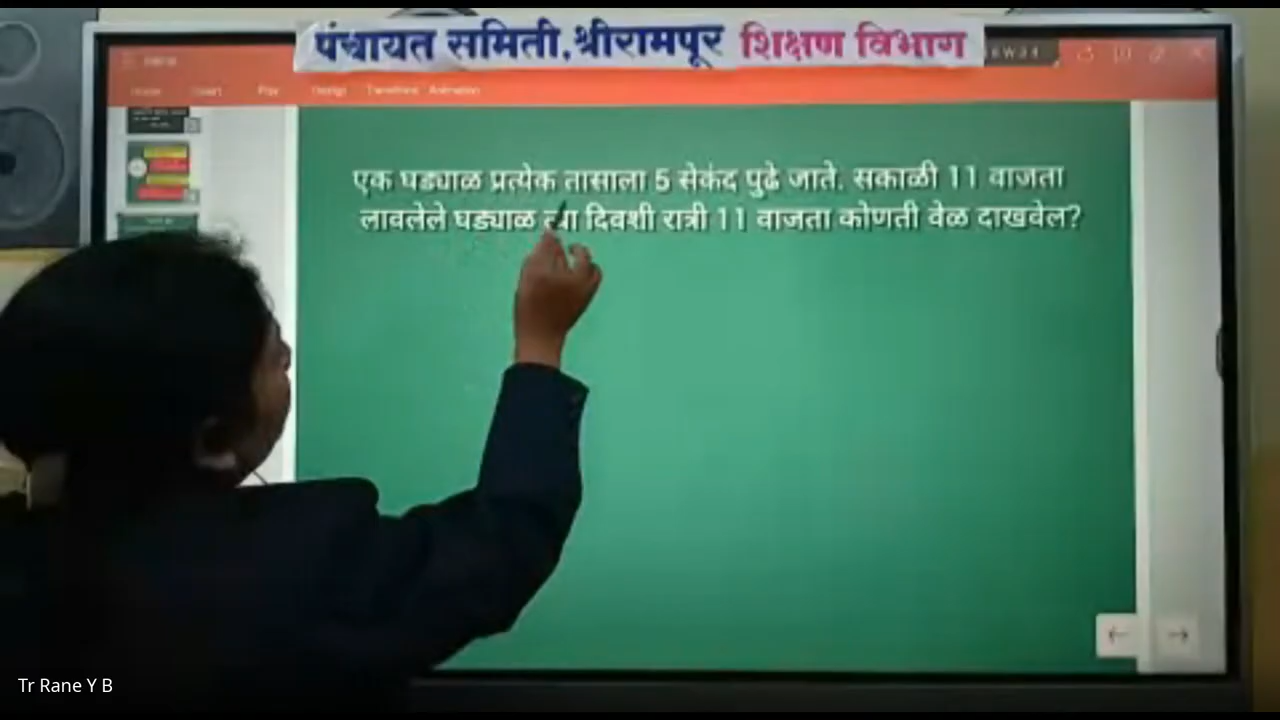 पंचायत समिती,श्रीरामपूर शिक्षण विभाग
Animation
एक घड्याळ प्रत्येक तासाला 5 सेकंद पुढे जाते. सकाळी 11 वाजता
लावलेले घड्याळ त्या दिवशी रात्री 11 वाजता कोणती वेळ दाखवेल?
Tr Rane Y B